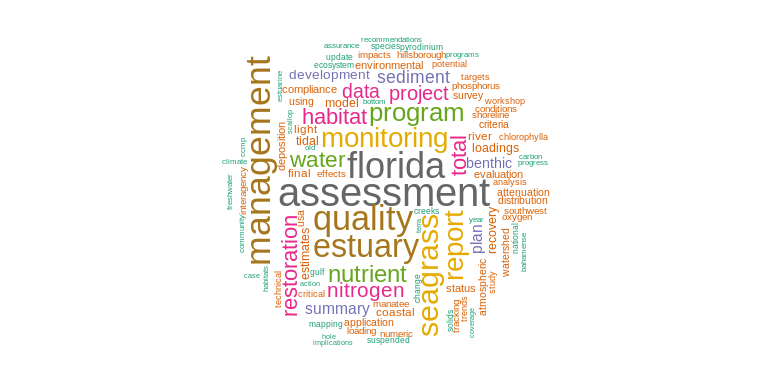 recommendations
assurance
species
pyrodinium
update
impacts
hillsborough
programs
ecosystem
environmental
potential
development
sediment
targets
estuarine
compliance
data
project
phosphorus
survey
using
model
bottom
program
workshop
conditions
habitat
shoreline
scallop
light
monitoring
criteria
tidal
old
river
chlorophylla
total
loadings
management
deposition
water
florida
benthic
carbon
progress
ccmp
climate
final
effects
evaluation
analysis
assessment
attenuation
freshwater
interagency
distribution
quality
creeks
southwest
usa
terra
year
oxygen
community
restoration
estimates
estuary
seagrass
report
plan
recovery
watershed
national
bahamense
habitats
case
technical
gulf
nutrient
change
atmospheric
study
action
critical
nitrogen
status
summary
manatee
coastal
tracking
trends
mapping
application
solids
coverage
loading
numeric
hole
implications
suspended